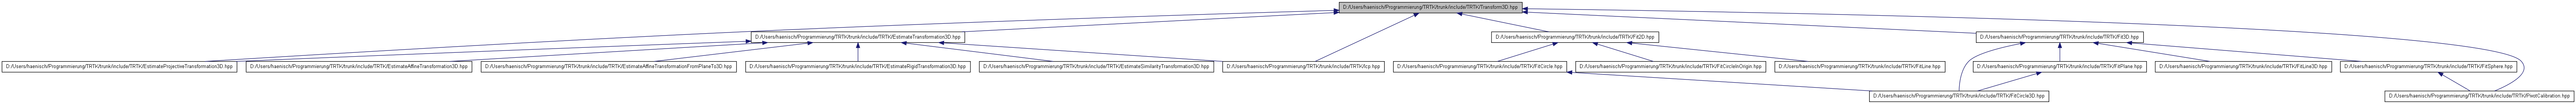 D:/Users/haenisch/Programmierung/TRTK/trunk/include/TRTK/Transform3D.hpp
D:/Users/haenisch/Programmierung/TRTK/trunk/include/TRTK/EstimateTransformation3D.hpp
D:/Users/haenisch/Programmierung/TRTK/trunk/include/TRTK/Fit2D.hpp
D:/Users/haenisch/Programmierung/TRTK/trunk/include/TRTK/Fit3D.hpp
D:/Users/haenisch/Programmierung/TRTK/trunk/include/TRTK/EstimateProjectiveTransformation3D.hpp
D:/Users/haenisch/Programmierung/TRTK/trunk/include/TRTK/EstimateAffineTransformation3D.hpp
D:/Users/haenisch/Programmierung/TRTK/trunk/include/TRTK/EstimateAffineTransformationFromPlaneTo3D.hpp
D:/Users/haenisch/Programmierung/TRTK/trunk/include/TRTK/EstimateRigidTransformation3D.hpp
D:/Users/haenisch/Programmierung/TRTK/trunk/include/TRTK/EstimateSimilarityTransformation3D.hpp
D:/Users/haenisch/Programmierung/TRTK/trunk/include/TRTK/Icp.hpp
D:/Users/haenisch/Programmierung/TRTK/trunk/include/TRTK/FitCircle.hpp
D:/Users/haenisch/Programmierung/TRTK/trunk/include/TRTK/FitCircleInOrigin.hpp
D:/Users/haenisch/Programmierung/TRTK/trunk/include/TRTK/FitLine.hpp
D:/Users/haenisch/Programmierung/TRTK/trunk/include/TRTK/FitPlane.hpp
D:/Users/haenisch/Programmierung/TRTK/trunk/include/TRTK/FitLine3D.hpp
D:/Users/haenisch/Programmierung/TRTK/trunk/include/TRTK/FitSphere.hpp
D:/Users/haenisch/Programmierung/TRTK/trunk/include/TRTK/FitCircle3D.hpp
D:/Users/haenisch/Programmierung/TRTK/trunk/include/TRTK/PivotCalibration.hpp